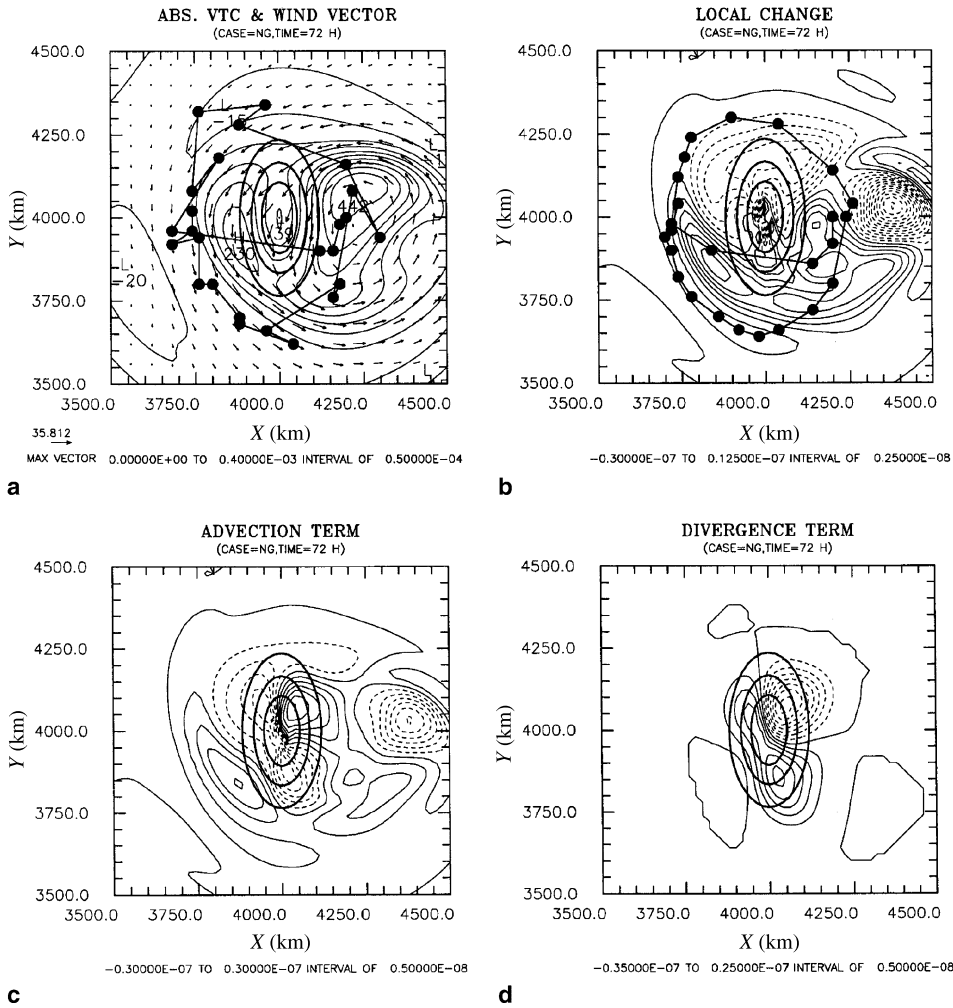 ABS. VTC & WIND VECTOR
(CASE=NG,TIME=72 H)
4500.0
4250.0
4000.0
3750.0
3500.0
Y (km)
15
442
39
230
L
-20
3500.0 3750.0 4000.0 4250.0 4500.0
X (km)
35.812
MAX VECTOR 0.00000E+00 TO 0.40000E-03 INTERVAL OF 0.50000E-04
a
LOCAL CHANGE
(CASE=NG,TIME=72 H)
4500.0
4250.0
4000.0
3750.0
3500.0
Y (km)
3500.0 3750.0 4000.0 4250.0 4500.0
X (km)
-0.30000E-07 TO 0.12500E-07 INTERVAL OF 0.25000E-08
b
ADVECTION TERM
(CASE=NG,TIME=72 H)
4500.0
4250.0
4000.0
3750.0
3500.0
Y (km)
3500.0 3750.0 4000.0 4250.0 4500.0
X (km)
-0.30000E-07 TO 0.30000E-07 INTERVAL OF 0.50000E-08
c
DIVERGENCE TERM
(CASE=NG,TIME=72 H)
4500.0
4250.0
4000.0
3750.0
3500.0
Y (km)
3500.0 3750.0 4000.0 4250.0 4500.0
X (km)
-0.35000E-07 TO 0.25000E-07 INTERVAL OF 0.50000E-08
d